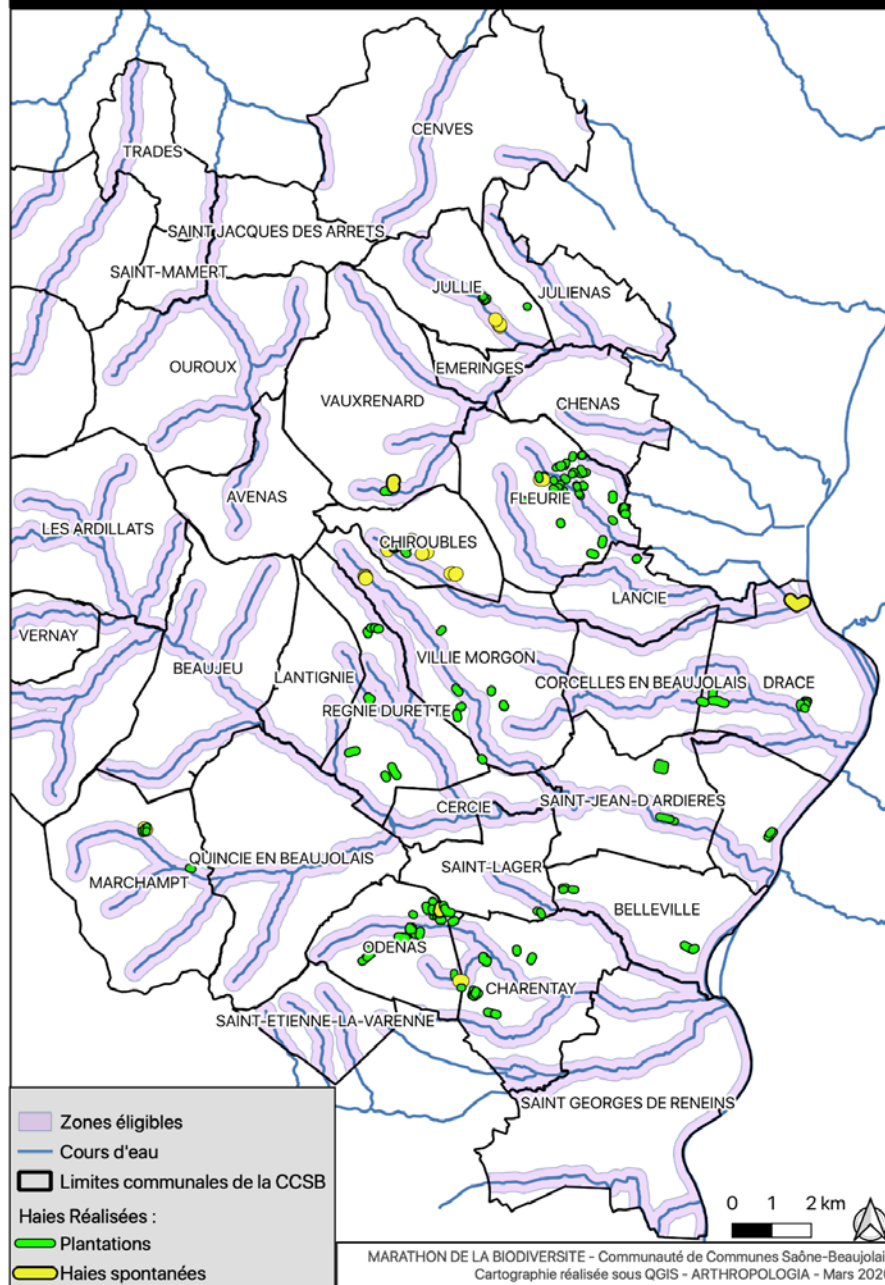 CENVES
TRADES
SAINT JACQUES DES ARRETS
SAINT-MAMERT
JULLIE
JULIENAS
OUROUX
EMERINGES
VAUXRENARD
CHENAS
AVENAS
FLEURIE
LES ARDILLATS
CHIROUBLES
LANCIE
VERNAY
BEAUJEU
LANTIGNIE
VILLIE MORGON
CORCELLES EN BEAUJOLAIS
DRACE
REGNIE DURETTE
CERCIE
SAINT-JEAN-D ARDIERES
QUINCIE EN BEAUJOLAIS
SAINT-LAGER
MARCHAMPT
BELLEVILLE
ODENAS
CHARENTAY
SAINT-ETIENNE-LA-VARENNE
SAINT GEORGES DE RENEINS
Zones éligibles
Cours d'eau
Limites communales de la CCSB
Haies Réalisées :
Plantations
Haies spontanées
0 1 2 km
MARATHON DE LA BIODIVERSITE - Communauté de Communes Saône-Beaujolai
Cartographie réalisée sous QGIS - ARTHROPOLOGIA - Mars 202